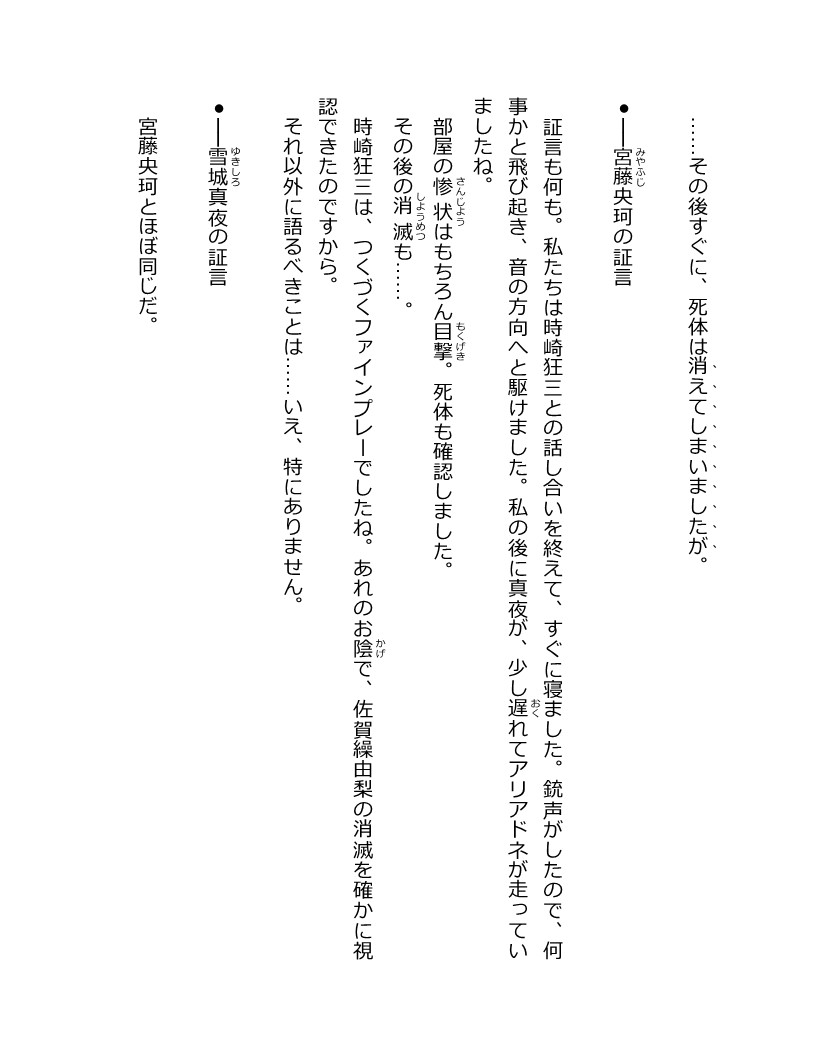 ……その後すぐに、死体は消えてしまいましたが。
●――宮藤央珂の証言
証言も何も。私たちは時崎狂三との話し合いを終えて、すぐに寝ました。銃声がしたので、何
事かと飛び起き、音の方向へと駆けました。私の後に真夜が、少し遅れてアリアドネが走ってい
ましたね。
部屋の惨状はもちろん目撃。死体も確認しました。
その後の消滅も……。
時崎狂三は、つくづくファインプレーでしたね。あれのお陰で、佐賀繰由梨の消滅を確かに視
認できたのですから。
それ以外に語るべきことは……いえ、特にありません。
●――雪城真夜の証言
宮藤央珂とほぼ同じだ。